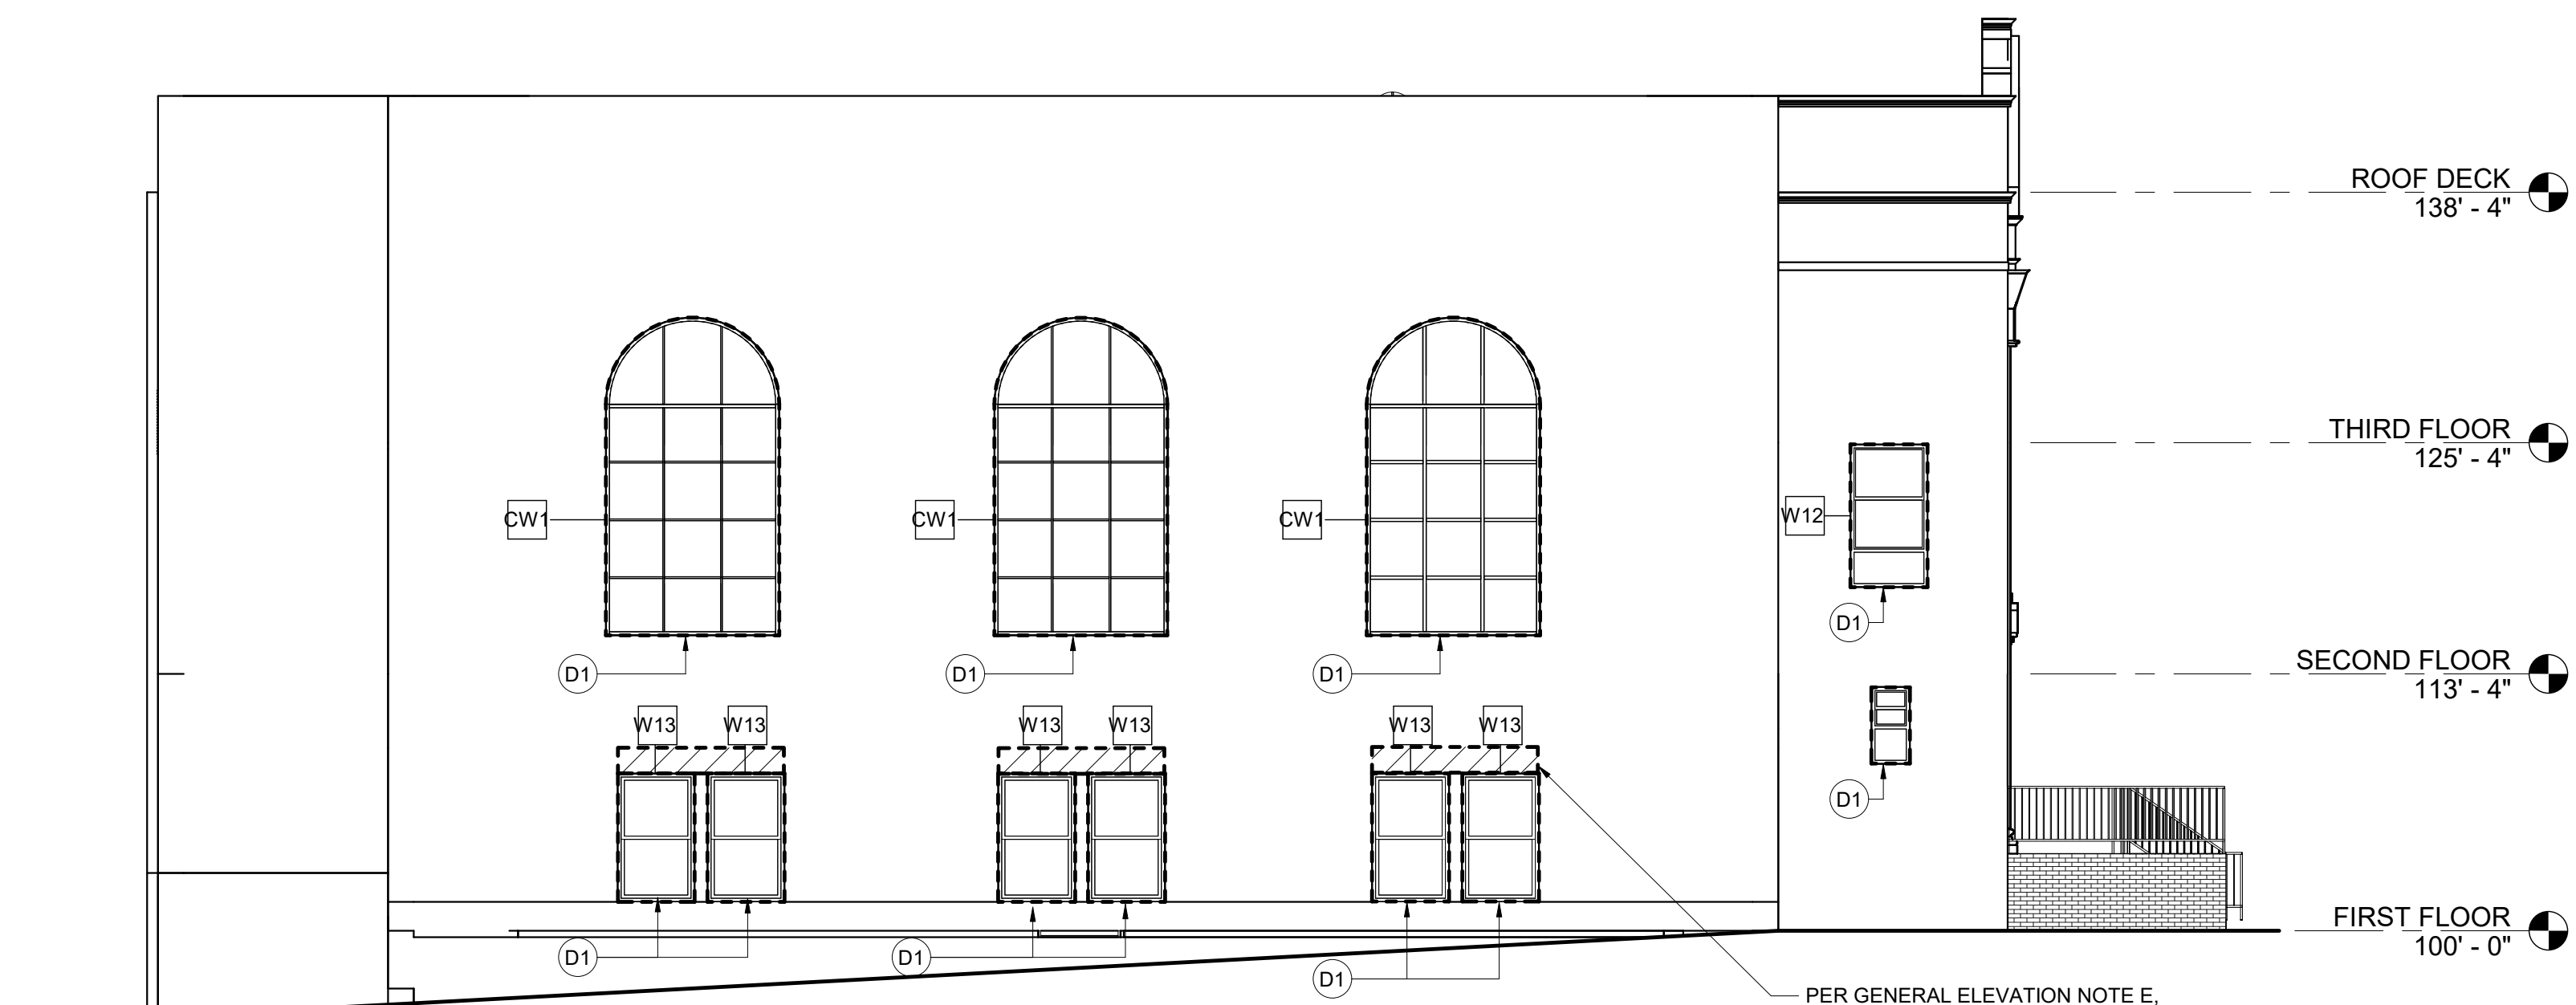 ROOF DECK
138' - 4"
THIRD FLOOR
125' - 4"
CW1
CW1
CW1
W12
D1
D1
D1
D1
SECOND FLOOR
113' - 4"
W13
W13
W13
W13
W13
W13
D1
FIRST FLOOR
100' - 0"
D1
D1
D1
PER GENERAL ELEVATION NOTE E,